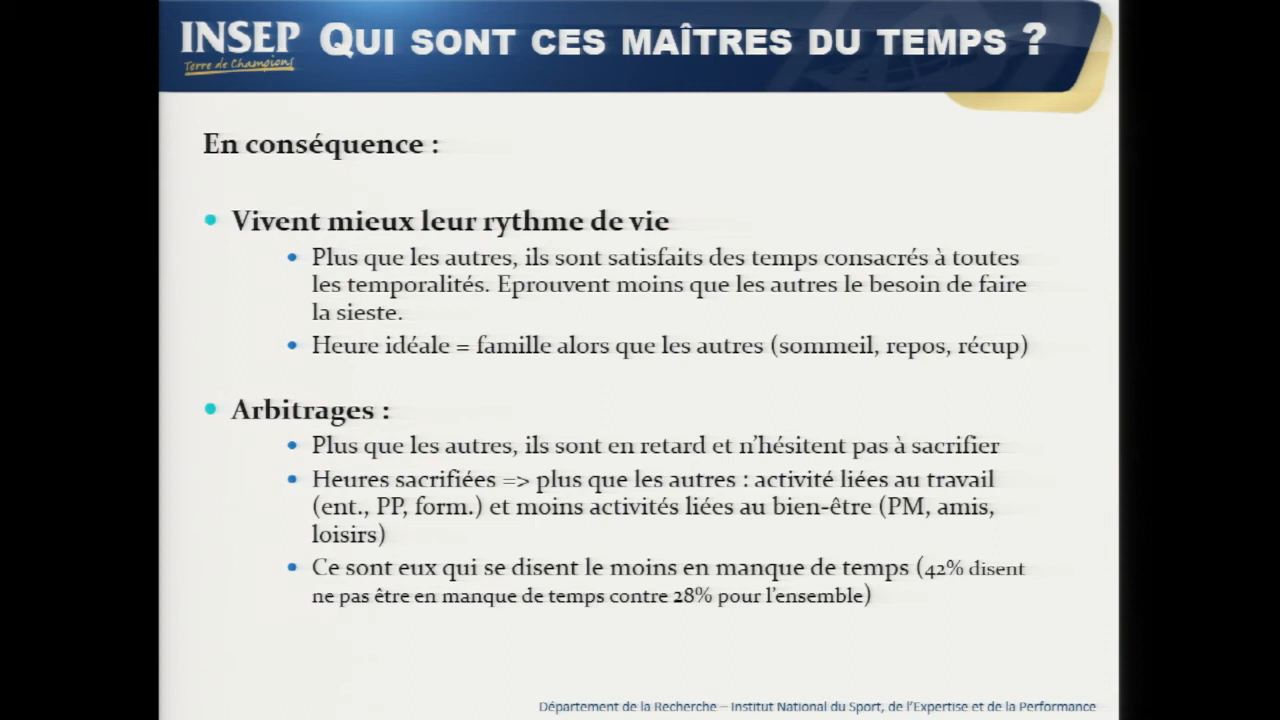 INSEP
Terre de Champions
QUI SONT CES MAÎTRES DU TEMPS ?
En conséquence :
• Vivent mieux leur rythme de vie
• Plus que les autres, ils sont satisfaits des temps consacrés à toutes
les temporalités. Eprouvent moins que les autres le besoin de faire
la sieste.
• Heure idéale = famille alors que les autres (sommeil, repos, récup)
• Arbitrages :
• Plus que les autres, ils sont en retard et n'hésitent pas à sacrifier
• Heures sacrifiées => plus que les autres : activité liées au travail
(ent., PP, form.) et moins activités liées au bien-être (PM, amis,
loisirs)
• Ce sont eux qui se disent le moins en manque de temps (42% disent
ne pas être en manque de temps contre 28% pour l'ensemble)
Département de la Recherche – Institut National du Sport, de l'Expertise et de la Performance